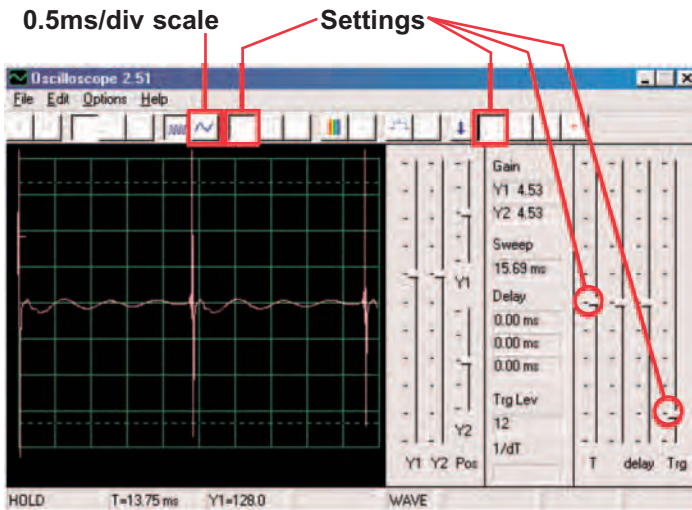 0.5ms/div scale
Settings
Oscilloscope 2.51
File Edit Options Help
Gain
Y1 4.53
Y2 4.53
Sweep
15.69 ms
Delay
0.00 ms
0.00 ms
0.00 ms
Trg Lev
12
1/dT
Y1
Y2
Y1 Y2 Pos
T delay Trg
HOLD T=13.75 ms Y1=128.0 WAVE